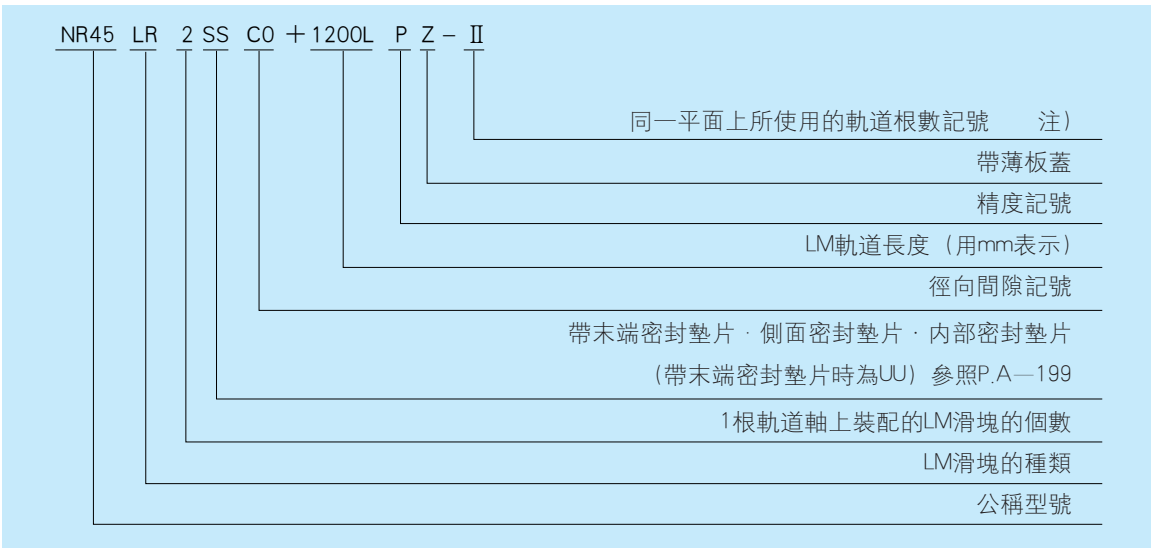 NR45 LR 2 SS C0 +1200L P Z - Ⅱ
同一平面上所使用的軌道根數記號 注)
帶薄板蓋
精度記號
LM軌道長度 (用mm表示)
徑向間隙記號
帶末端密封墊片·側面密封墊片·内部密封墊片
(帶末端密封墊片時為UU) 參照P.A—199
1根軌道軸上裝配的LM滑塊的個數
LM滑塊的種類
公稱型號